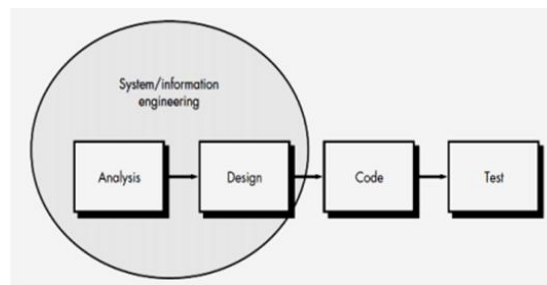 System/information
engineering
Analysis
Design
Code
Test